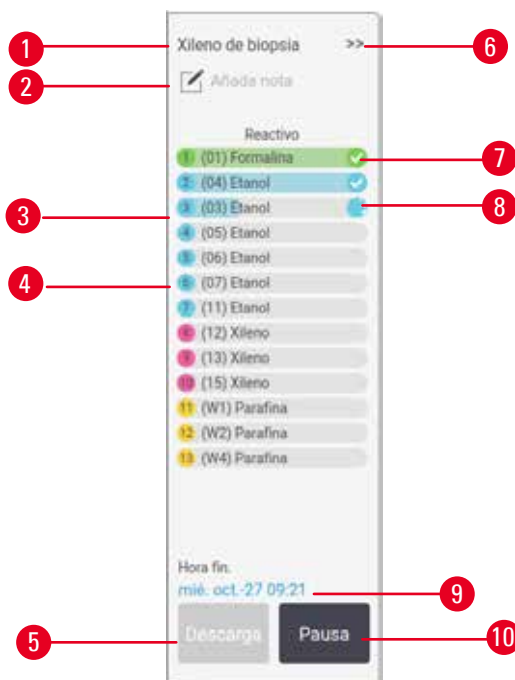 1 Xileno de biopsia >> 6
2 Añada nota
Reactivo
1 (01) Formalina 7
2 (04) Etanol
3 3 (03) Etanol 8
4 (05) Etanol
5 (06) Etanol
4 6 (07) Etanol
7 (11) Etanol
8 (12) Xileno
9 (13) Xileno
10 (15) Xileno
11 (W1) Parafina
12 (W2) Parafina
13 (W4) Parafina
Hora fin.
mié. oct.-27 09:21 9
5 Descarga Pausa 10